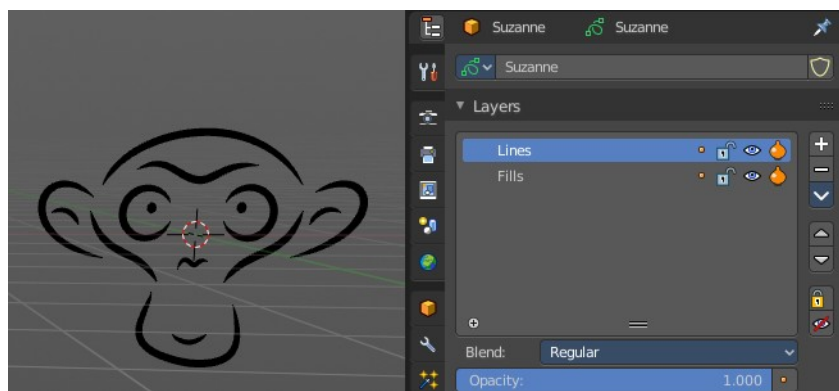 Suzanne Suzanne
Suzanne
Layers
Lines
Fills
Blend: Regular
Opacity: 1.000